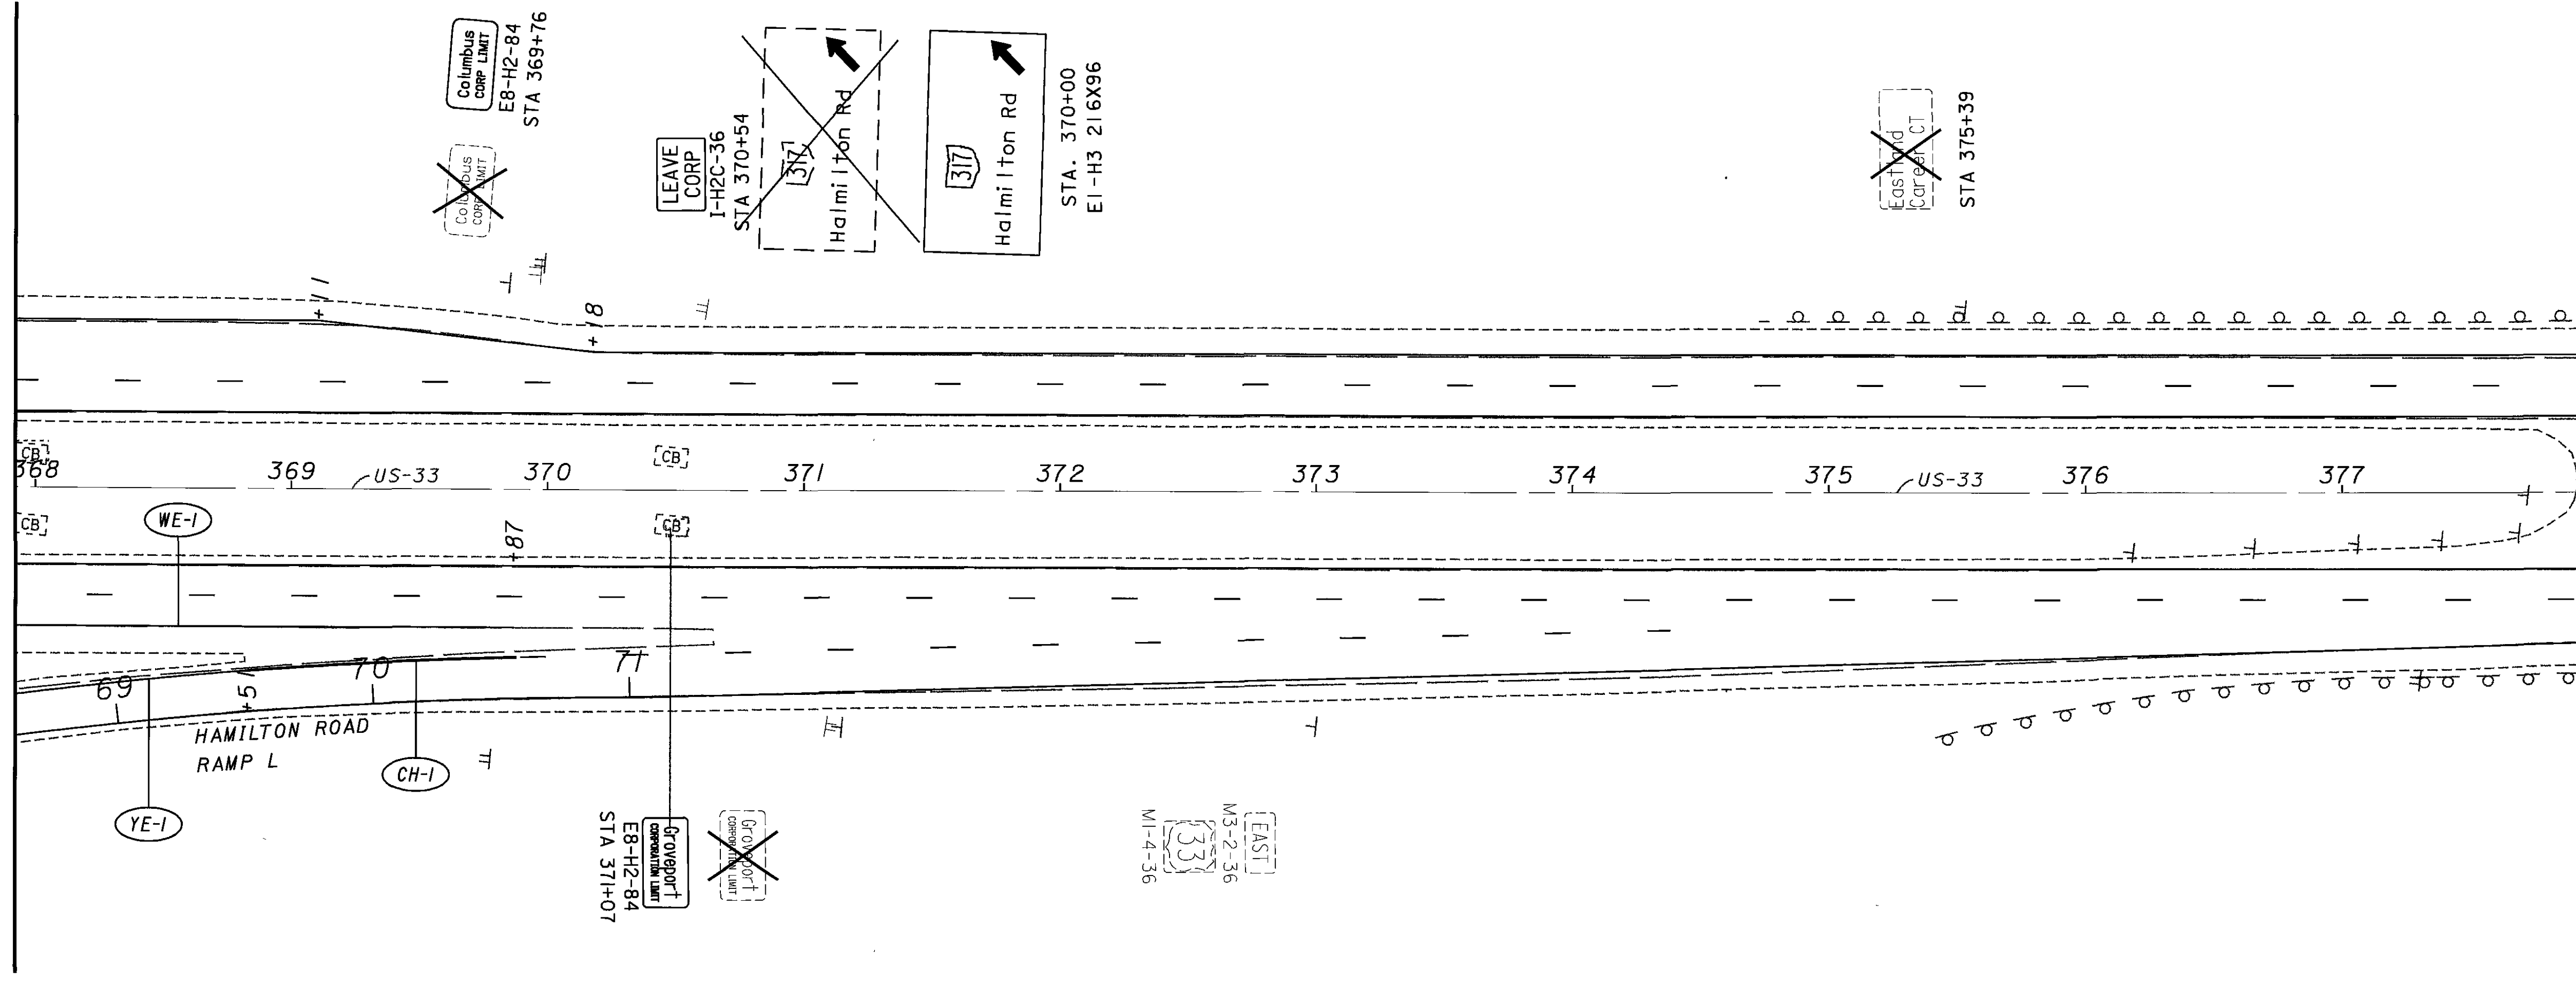 Columbus
CORP LIMIT
E8-H2-84
STA 369+76
Columbus
CORP LIMIT
LEAVE
CORP
I-H2C-36
STA 370+54
317
Halmilton Rd
317
Halmilton Rd
STA. 370+00
E1-H3 216X96
Eastland
Career CT
STA 375+39
+11
+18
CB
CB
368 369 US-33 370 371 372 373 374 375 US-33 376 377
CB
WE-1
+87
CB
69
+51
70
71
HAMILTON ROAD
RAMP L
CH-1
YE-1
STA 371+07
E8-H2-84
Groveport
CORPORATION LIMIT
Groveport
CORPORATION LIMIT
M1-4-36
33
M3-2-36
EAST